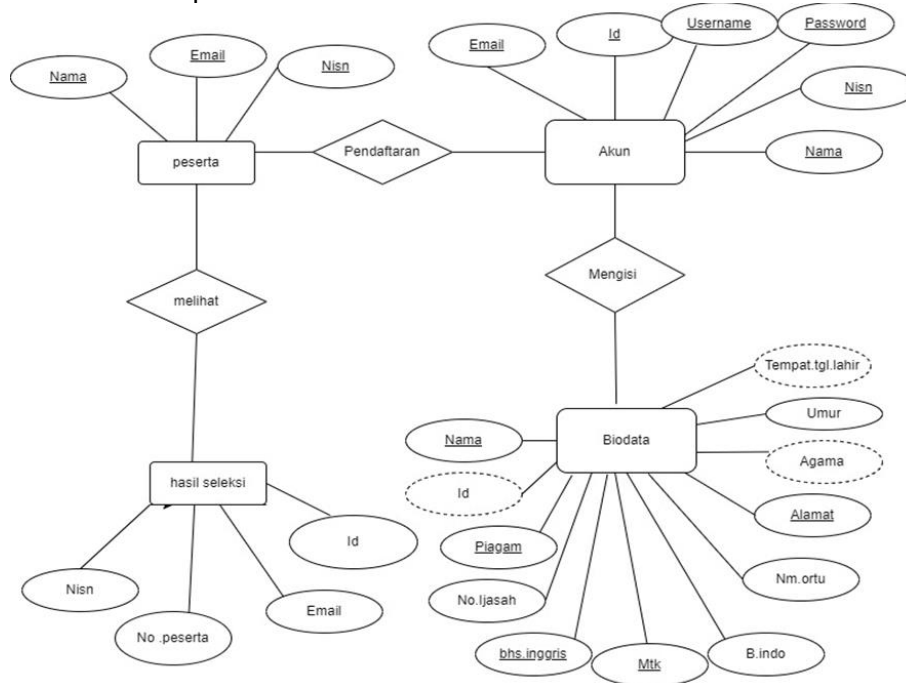 Email
Id
Username
Password
Nama
Email
Nisn
Nisn
peserta
Pendaftaran
Akun
Nama
melihat
Mengisi
Tempat.tgl.lahir
Nama
Biodata
Umur
Agama
hasil seleksi
Id
Alamat
Id
Piagam
Nisn
No.Ijasah
Nm.ortu
No .peserta
Email
bhs.inggris
Mtk
B.indo